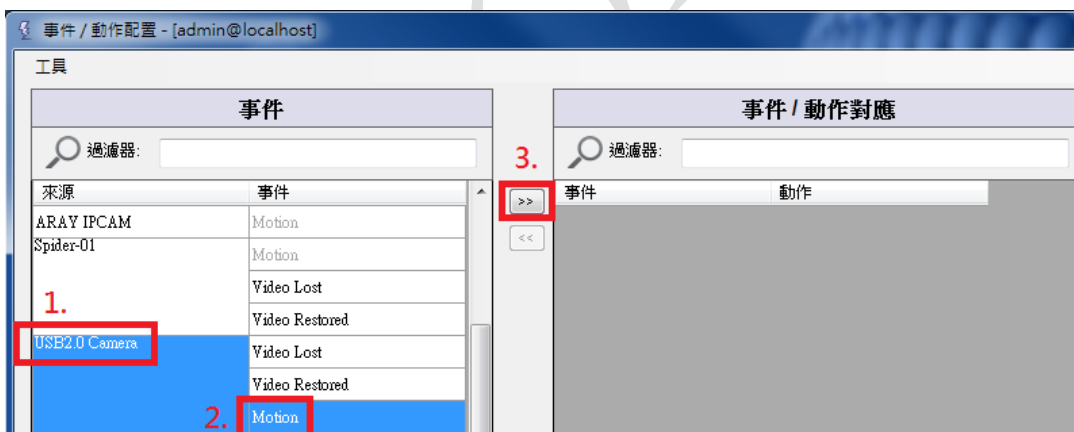 事件 / 動作配置 - [admin@localhost]
工具
事件
事件 / 動作對應
過濾器:
3.
過濾器:
來源 事件
>>
事件 動作
ARAY IPCAM Motion
<<
Spider-01 Motion
Video Lost
1.
Video Restored
USB2.0 Camera Video Lost
Video Restored
2. Motion